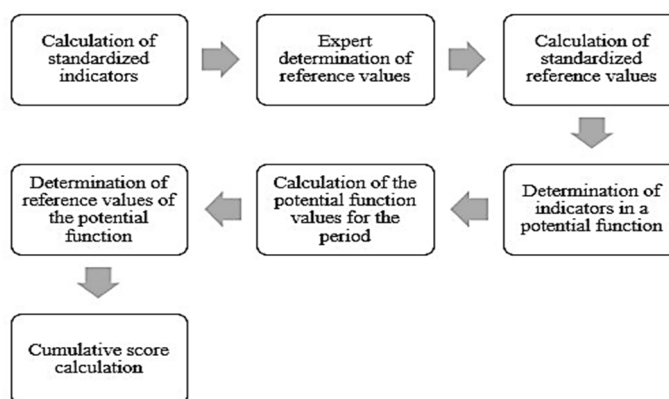 Calculation of
standardized
indicators
Expert
determination of
reference values
Calculation of
standardized
reference values
Determination of
indicators in a
potential function
Calculation of the
potential function
values for the
period
Determination of
reference values of
the potential
function
Cumulative score
calculation